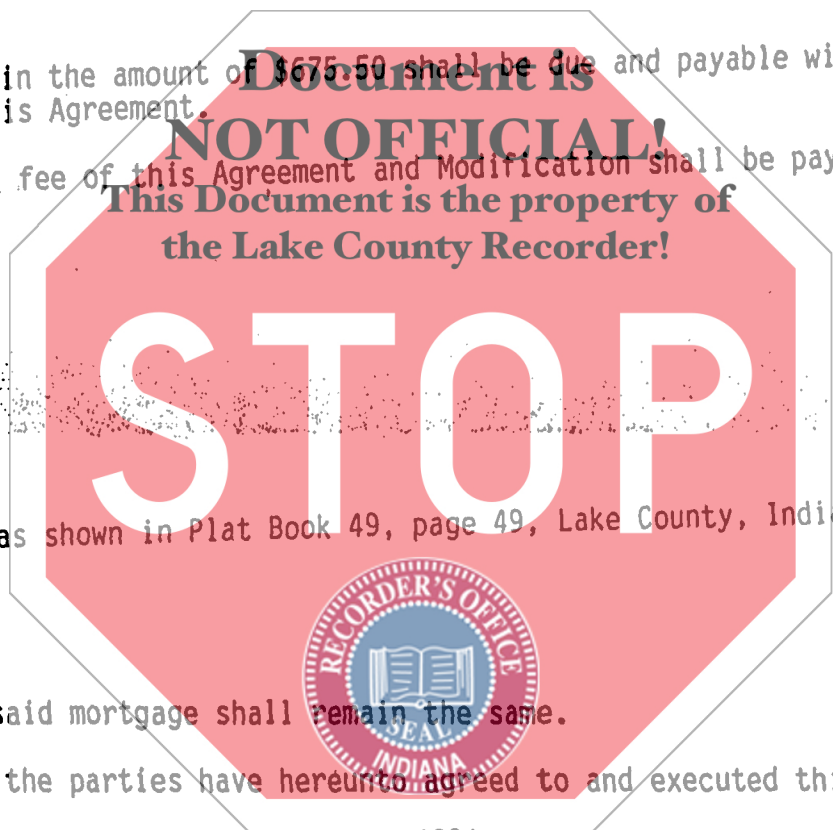 in the amount of $675.50 shall be due and payable wi
Document is
is Agreement.
NOT OFFICIAL!
fee of this Agreement and Modification shall be pay
This Document is the property of
the Lake County Recorder!
STOP
as shown in Plat Book 49, page 49, Lake County, India
RECORDER'S OFFICE
SEAL
INDIANA
said mortgage shall remain the same.
the parties have hereunto agreed to and executed thi